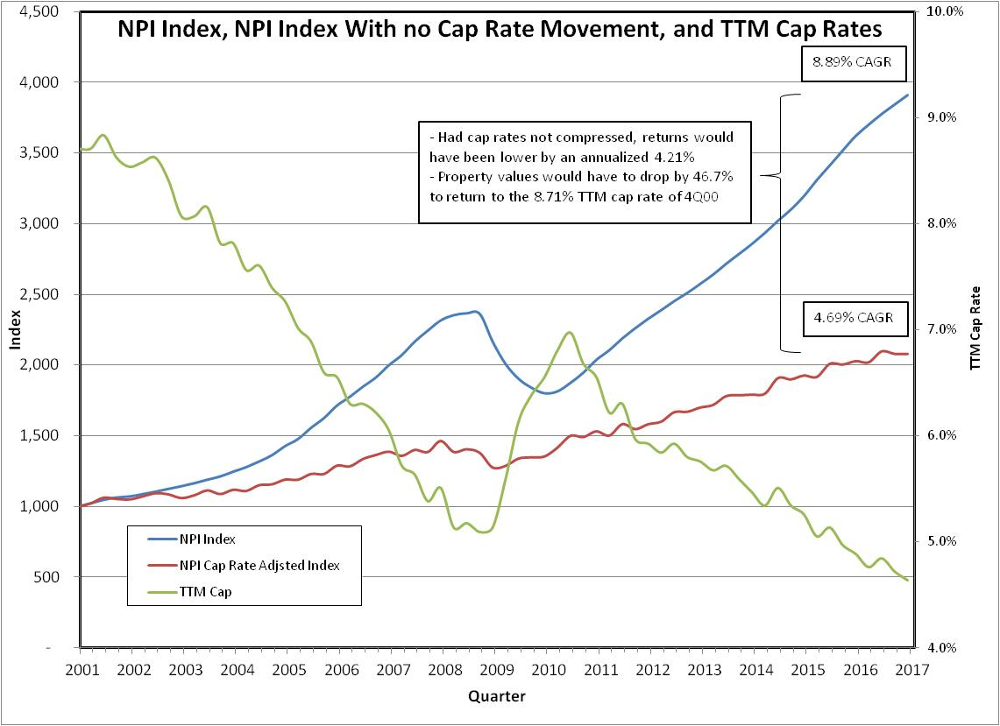 NPI Index, NPI Index With no Cap Rate Movement, and TTM Cap Rates
8.89% CAGR
- Had cap rates not compressed, returns would
have been lower by an annualized 4.21%
- Property values would have to drop by 46.7%
to return to the 8.71% TTM cap rate of 4Q00
4.69% CAGR
4,500
4,000
3,500
3,000
2,500
2,000
1,500
1,000
500
-
Index
10.0%
9.0%
8.0%
7.0%
6.0%
5.0%
4.0%
TTM Cap Rate
NPI Index
NPI Cap Rate Adjsted Index
TTM Cap
2001 2002 2003 2004 2005 2006 2007 2008 2009 2010 2011 2012 2013 2014 2015 2016 2017
Quarter